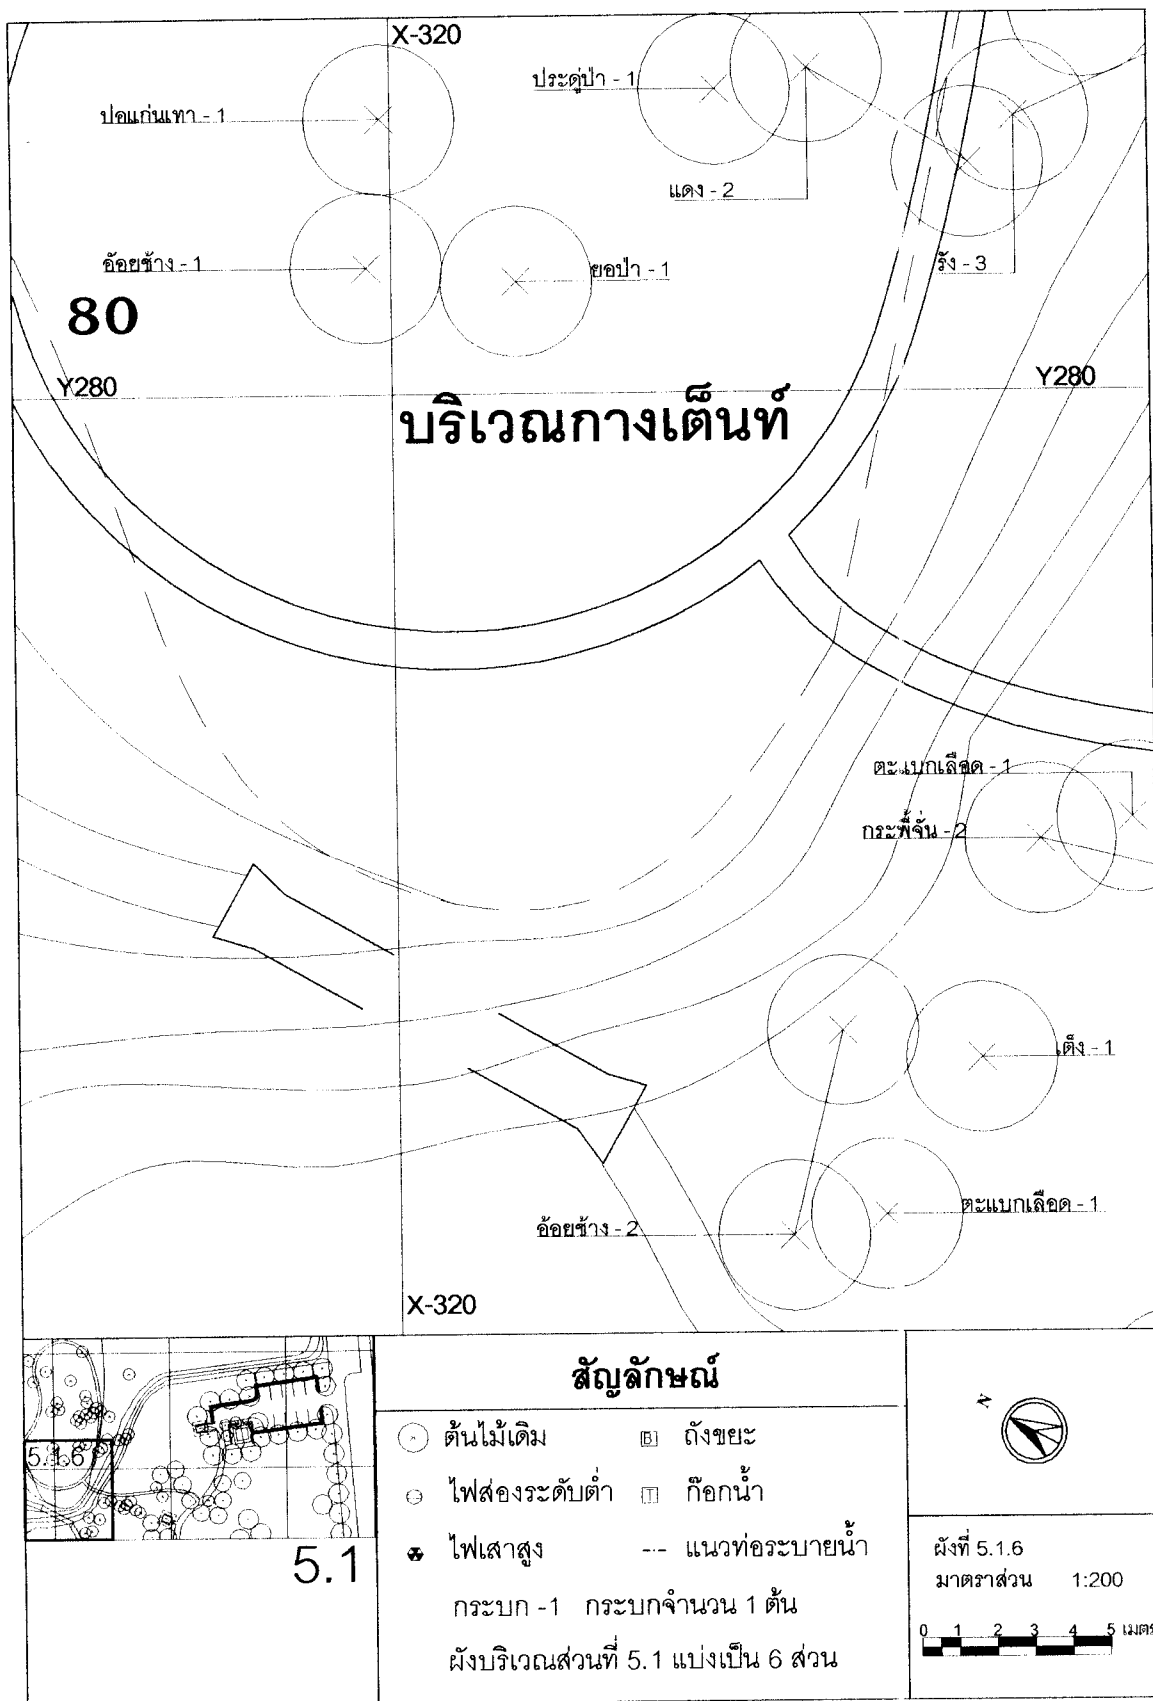 X-320
ประดู่ป่า - 1
ปอแก่นเทา - 1
แดง - 2
อ้อยช้าง - 1
ยอป่า - 1
รัง - 3
80
Y280
Y280
บริเวณกางเต็นท์
ตะแบกเลือด - 1
กระพี้จั่น - 2
เต็ง - 1
ตะแบกเลือด - 1
อ้อยช้าง - 2
X-320
5.1.6
5.1
สัญลักษณ์
ต้นไม้เดิม
B ถังขยะ
ไฟส่องระดับต่ำ
T ก๊อกน้ำ
ไฟเสาสูง
--- แนวท่อระบายน้ำ
กระบก -1 กระบกจำนวน 1 ต้น
ผังบริเวณส่วนที่ 5.1 แบ่งเป็น 6 ส่วน
N
ผังที่ 5.1.6
มาตราส่วน 1:200
0 1 2 3 4 5 เมตร